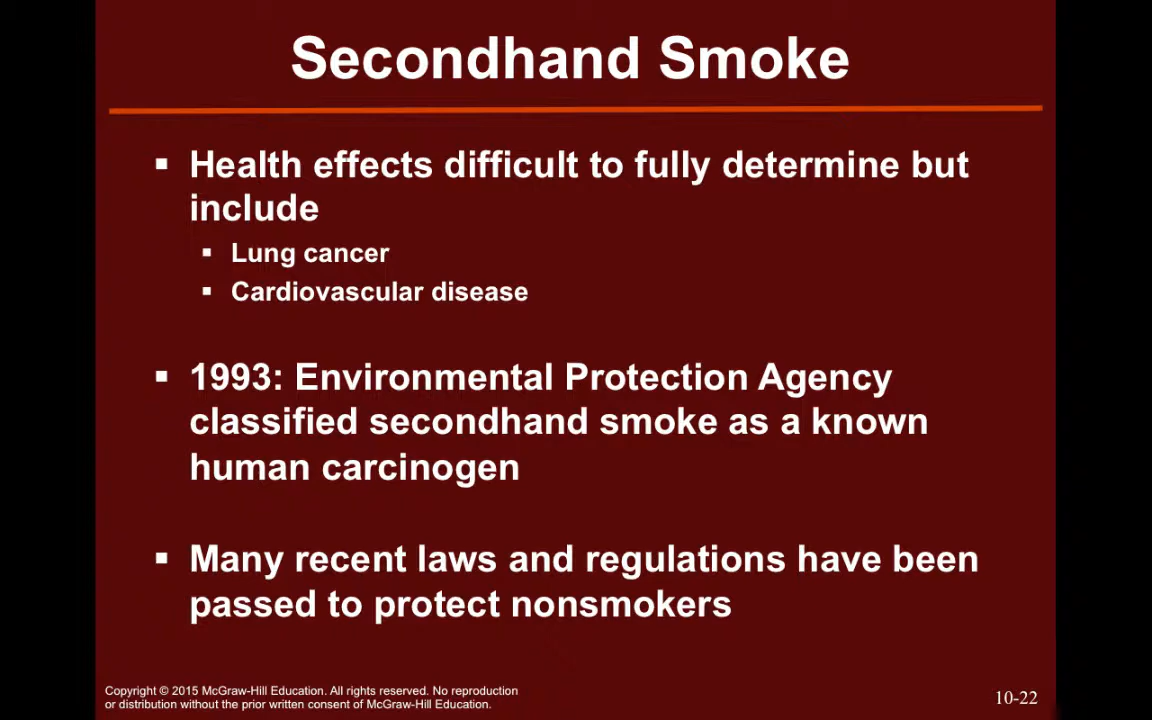 Secondhand Smoke
▪ Health effects difficult to fully determine but
include
▪ Lung cancer
▪ Cardiovascular disease
▪ 1993: Environmental Protection Agency
classified secondhand smoke as a known
human carcinogen
▪ Many recent laws and regulations have been
passed to protect nonsmokers
Copyright © 2015 McGraw-Hill Education. All rights reserved. No reproduction
or distribution without the prior written consent of McGraw-Hill Education.
10-22